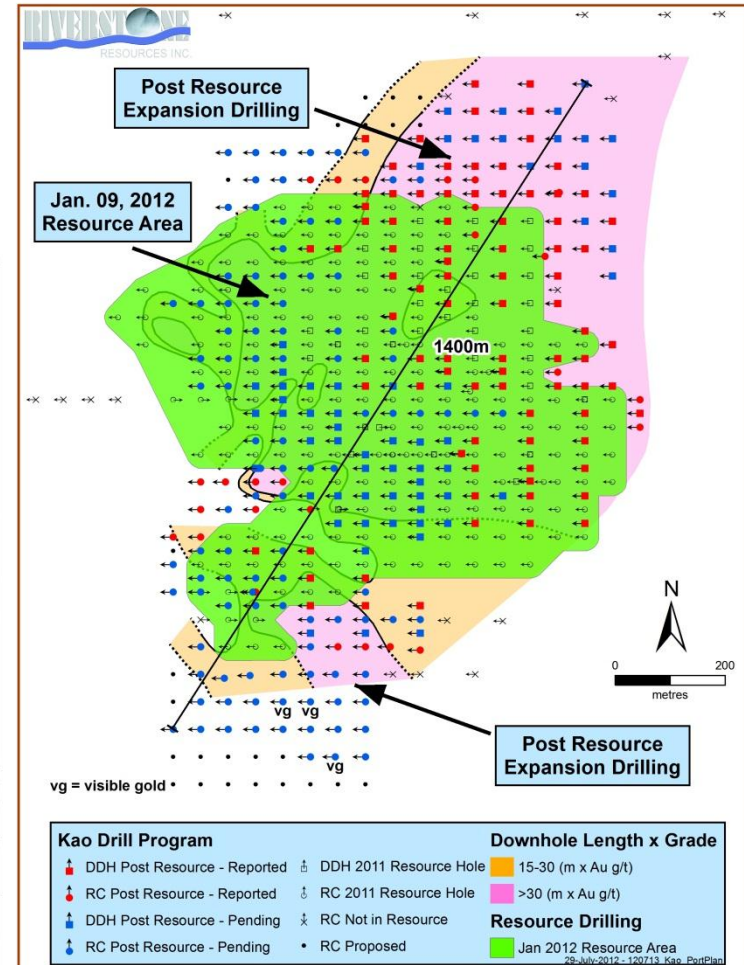 RIVERSTONE
RESOURCES INC.
Post Resource
Expansion Drilling
Jan. 09, 2012
Resource Area
1400m
N
0 200
metres
vg vg
Post Resource
Expansion Drilling
vg
vg = visible gold
Kao Drill Program
DDH Post Resource - Reported
RC Post Resource - Reported
DDH Post Resource - Pending
RC Post Resource - Pending
DDH 2011 Resource Hole
RC 2011 Resource Hole
RC Not in Resource
RC Proposed
Downhole Length x Grade
15-30 (m x Au g/t)
>30 (m x Au g/t)
Resource Drilling
Jan 2012 Resource Area
29-July-2012 - 120713_Kao_PortPlan